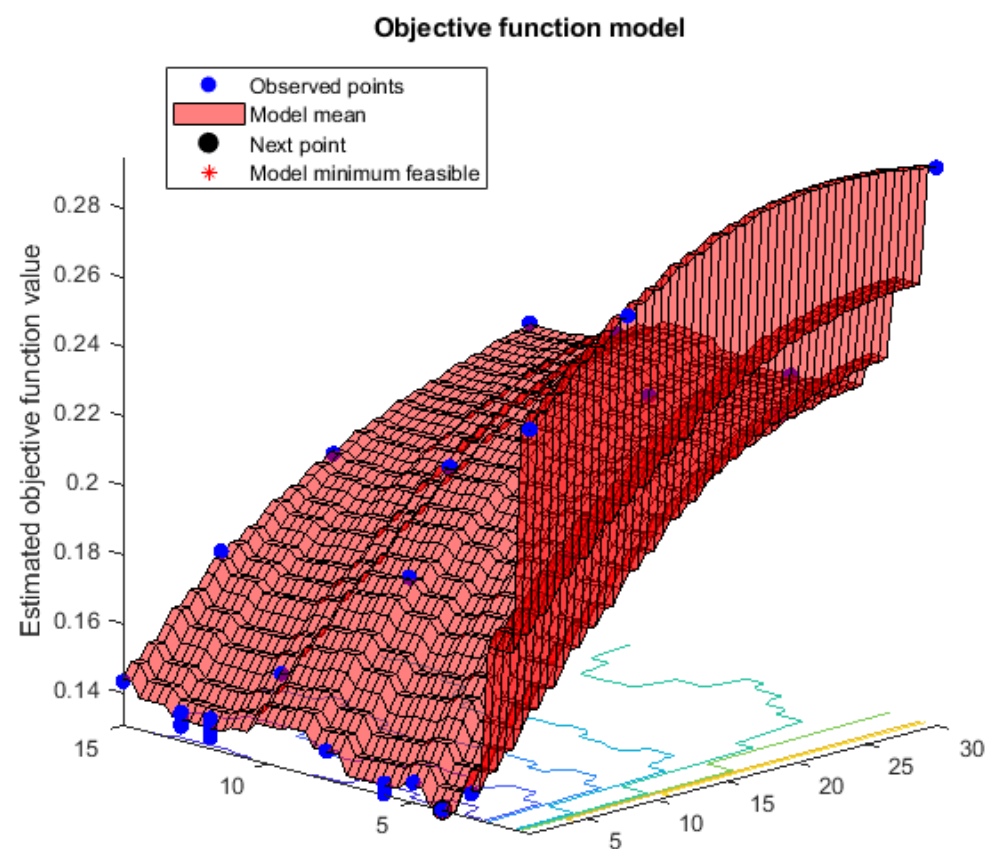 Objective function model
Observed points
Model mean
Next point
Model minimum feasible
Estimated objective function value
0.28
0.26
0.24
0.22
0.2
0.18
0.16
0.14
15
10
5
5
10
15
20
25
30